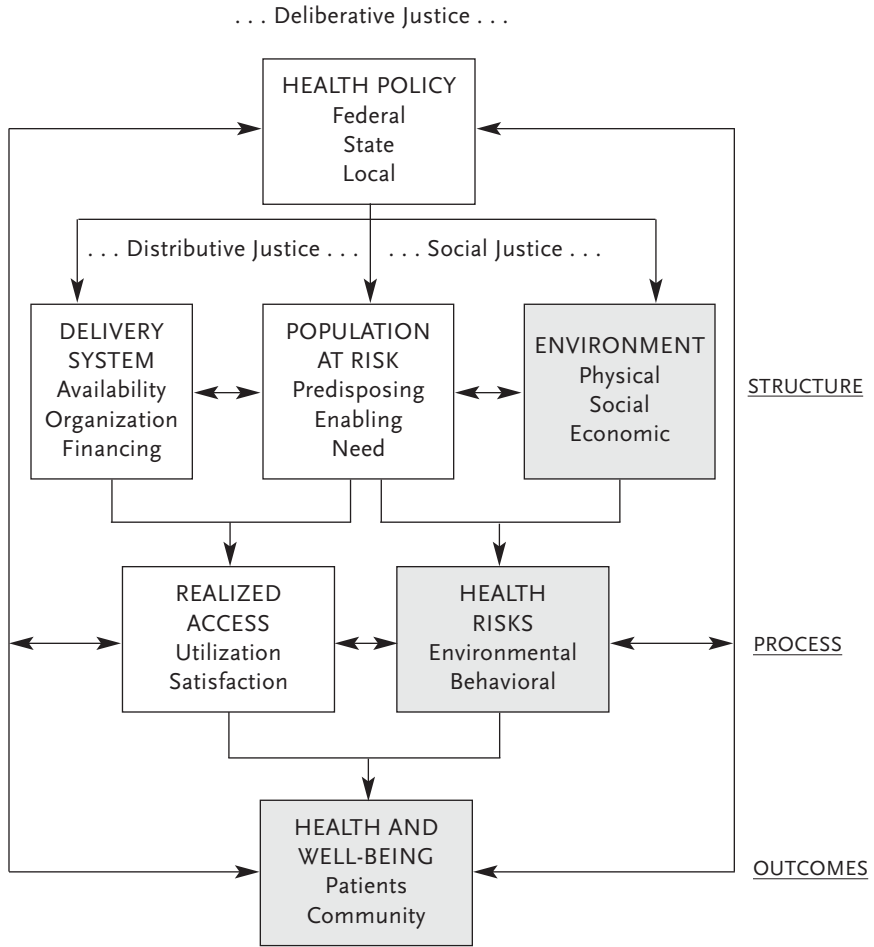 . . . Deliberative Justice . . .
HEALTH POLICY
Federal
State
Local
. . . Distributive Justice . . .
. . . Social Justice . . .
DELIVERY
SYSTEM
Availability
Organization
Financing
POPULATION
AT RISK
Predisposing
Enabling
Need
ENVIRONMENT
Physical
Social
Economic
STRUCTURE
REALIZED
ACCESS
Utilization
Satisfaction
HEALTH
RISKS
Environmental
Behavioral
PROCESS
HEALTH AND
WELL-BEING
Patients
Community
OUTCOMES